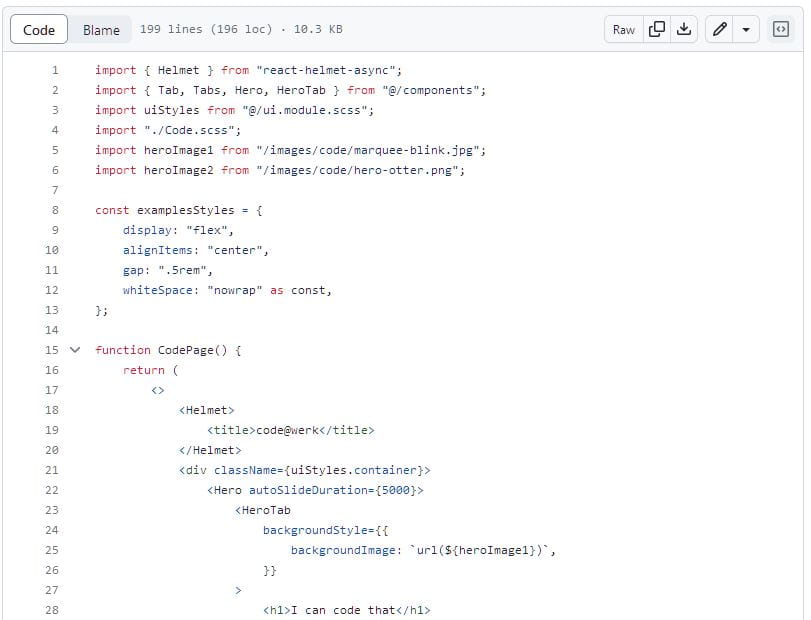 Code Blame 199 lines (196 loc) · 10.3 KB Raw
1 import { Helmet } from "react-helmet-async";
2 import { Tab, Tabs, Hero, HeroTab } from "@/components";
3 import uiStyles from "@/ui.module.scss";
4 import "./Code.scss";
5 import heroImage1 from "/images/code/marquee-blink.jpg";
6 import heroImage2 from "/images/code/hero-otter.png";
7
8 const examplesStyles = {
9     display: "flex",
10     alignItems: "center",
11     gap: ".5rem",
12     whiteSpace: "nowrap" as const,
13 };
14
15 function CodePage() {
16     return (
17         <>
18             <Helmet>
19                 <title>code@werk</title>
20             </Helmet>
21             <div className={uiStyles.container}>
22                 <Hero autoSlideDuration={5000}>
23                     <HeroTab
24                         backgroundStyle={{
25                             backgroundImage: `url(${heroImage1})`,
26                         }}
27                     >
28                         <h1>I can code that</h1>